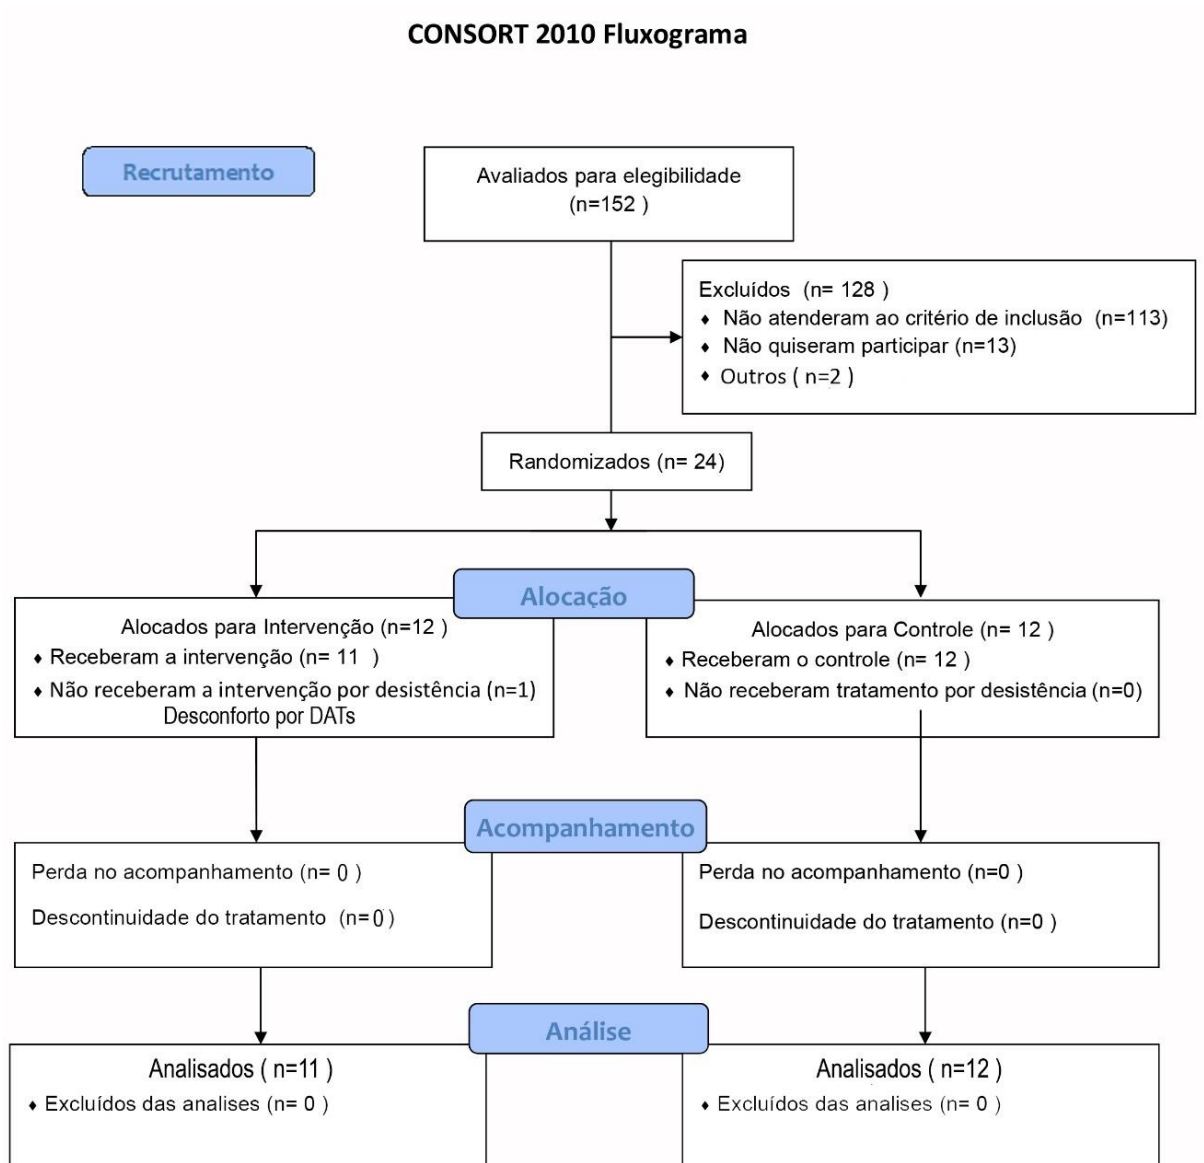 CONSORT 2010 Fluxograma
Recrutamento
Avaliados para elegibilidade
(n=152 )
Excluídos (n= 128 )
♦ Não atenderam ao critério de inclusão (n=113)
♦ Não quiseram participar (n=13)
♦ Outros ( n=2 )
Randomizados (n= 24)
Alocação
Alocados para Intervenção (n=12 )
♦ Receberam a intervenção (n= 11 )
♦ Não receberam a intervenção por desistência (n=1)
Desconforto por DATs
Alocados para Controle (n= 12 )
♦ Receberam o controle (n= 12 )
♦ Não receberam tratamento por desistência (n=0)
Acompanhamento
Perda no acompanhamento (n= 0 )
Descontinuidade do tratamento (n=0 )
Perda no acompanhamento (n=0 )
Descontinuidade do tratamento (n=0 )
Análise
Analisados ( n=11 )
♦ Excluídos das analises (n= 0 )
Analisados ( n=12 )
♦ Excluídos das analises (n= 0 )